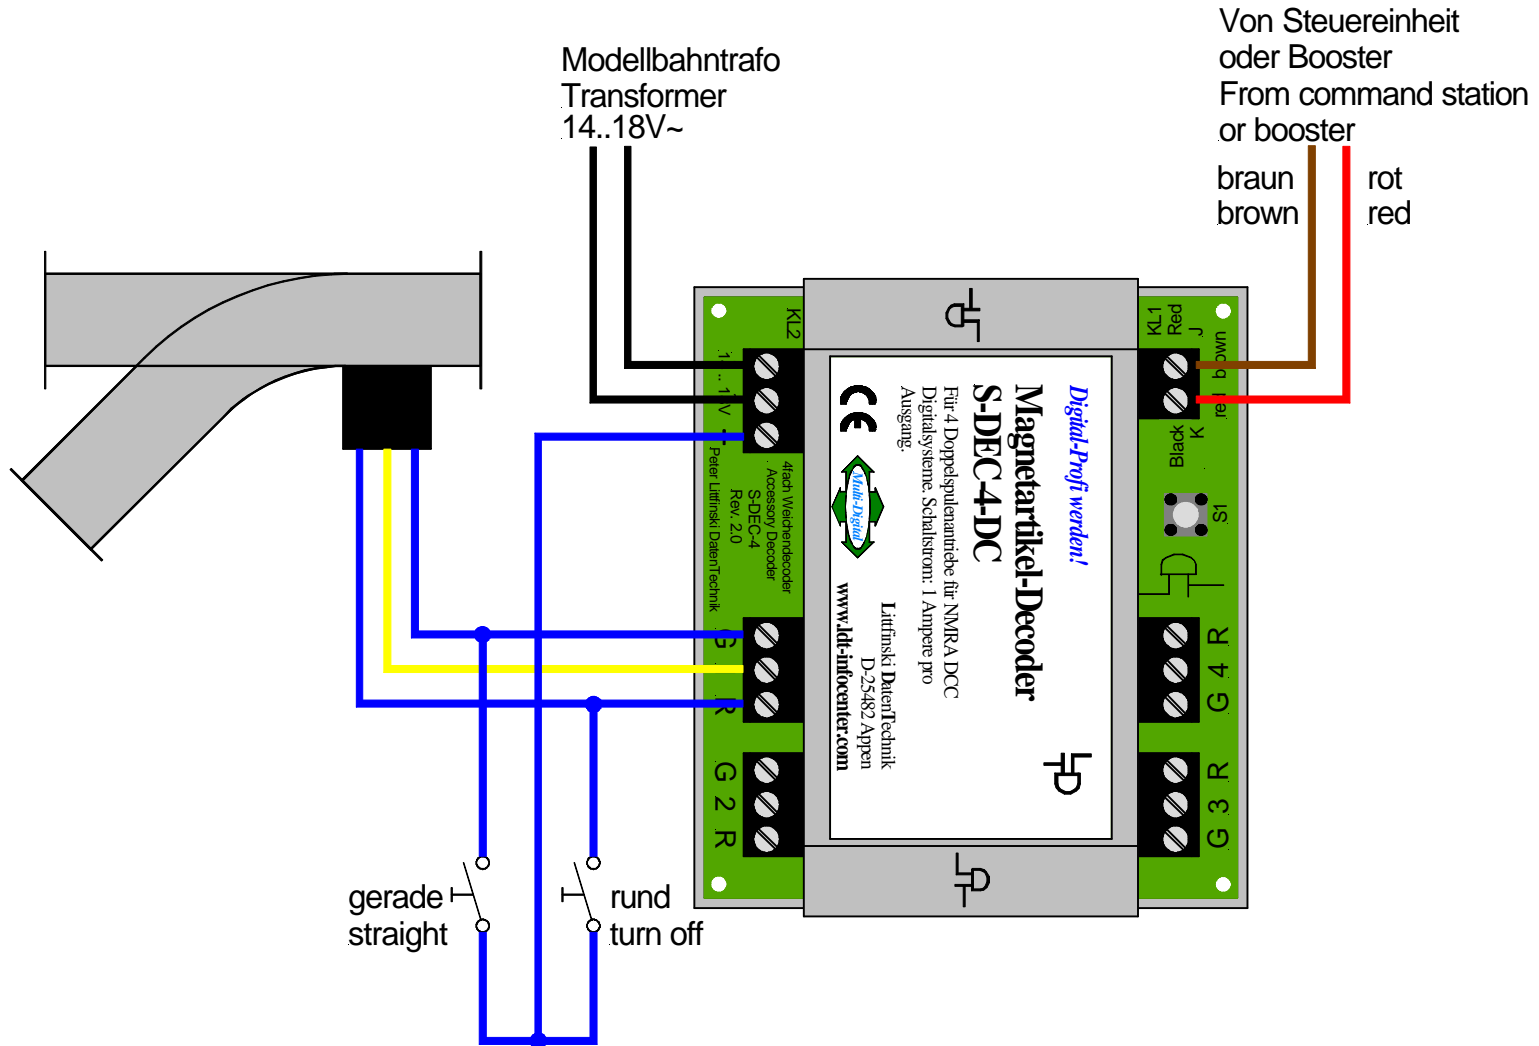 Modellbahntrafo
Transformer
14..18V~
Von Steuereinheit
oder Booster
From command station
or booster
braun
brown
rot
red
KL2
4fach Weichendecoder
Accessory Decoder
S-DEC-4
Rev. 2.0
Peter Littfinski DatenTechnik
G
R
G
2
R
Digital-Profi werden!
Magnetartikel-Decoder
S-DEC-4-DC
Für 4 Doppelspulenantriebe für NMRA DCC
Digitalsysteme. Schaltstrom: 1 Ampere pro
Ausgang.
CE
Multi-Digital
Littfinski DatenTechnik
D-25482 Appen
www.ldt-infocenter.com
KL1
Red
J
red brown
Black
K
S1
R
4
G
R
3
G
gerade
straight
rund
turn off